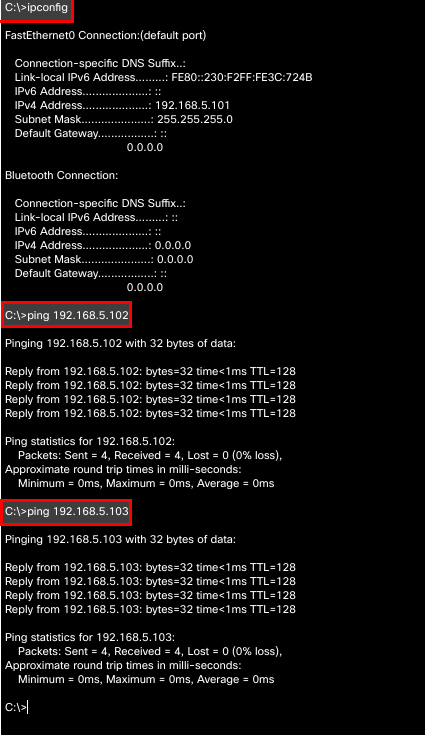 C:\>ipconfig
FastEthernet0 Connection:(default port)
Connection-specific DNS Suffix..:
Link-local IPv6 Address.........: FE80::230:F2FF:FE3C:724B
IPv6 Address....................: ::
IPv4 Address....................: 192.168.5.101
Subnet Mask.....................: 255.255.255.0
Default Gateway.................: ::
0.0.0.0
Bluetooth Connection:
Connection-specific DNS Suffix..:
Link-local IPv6 Address.........: ::
IPv6 Address....................: ::
IPv4 Address....................: 0.0.0.0
Subnet Mask.....................: 0.0.0.0
Default Gateway.................: ::
0.0.0.0
C:\>ping 192.168.5.102
Pinging 192.168.5.102 with 32 bytes of data:
Reply from 192.168.5.102: bytes=32 time<1ms TTL=128
Reply from 192.168.5.102: bytes=32 time<1ms TTL=128
Reply from 192.168.5.102: bytes=32 time<1ms TTL=128
Reply from 192.168.5.102: bytes=32 time<1ms TTL=128
Ping statistics for 192.168.5.102:
Packets: Sent = 4, Received = 4, Lost = 0 (0% loss),
Approximate round trip times in milli-seconds:
Minimum = 0ms, Maximum = 0ms, Average = 0ms
C:\>ping 192.168.5.103
Pinging 192.168.5.103 with 32 bytes of data:
Reply from 192.168.5.103: bytes=32 time<1ms TTL=128
Reply from 192.168.5.103: bytes=32 time<1ms TTL=128
Reply from 192.168.5.103: bytes=32 time<1ms TTL=128
Reply from 192.168.5.103: bytes=32 time<1ms TTL=128
Ping statistics for 192.168.5.103:
Packets: Sent = 4, Received = 4, Lost = 0 (0% loss),
Approximate round trip times in milli-seconds:
Minimum = 0ms, Maximum = 0ms, Average = 0ms
C:\>